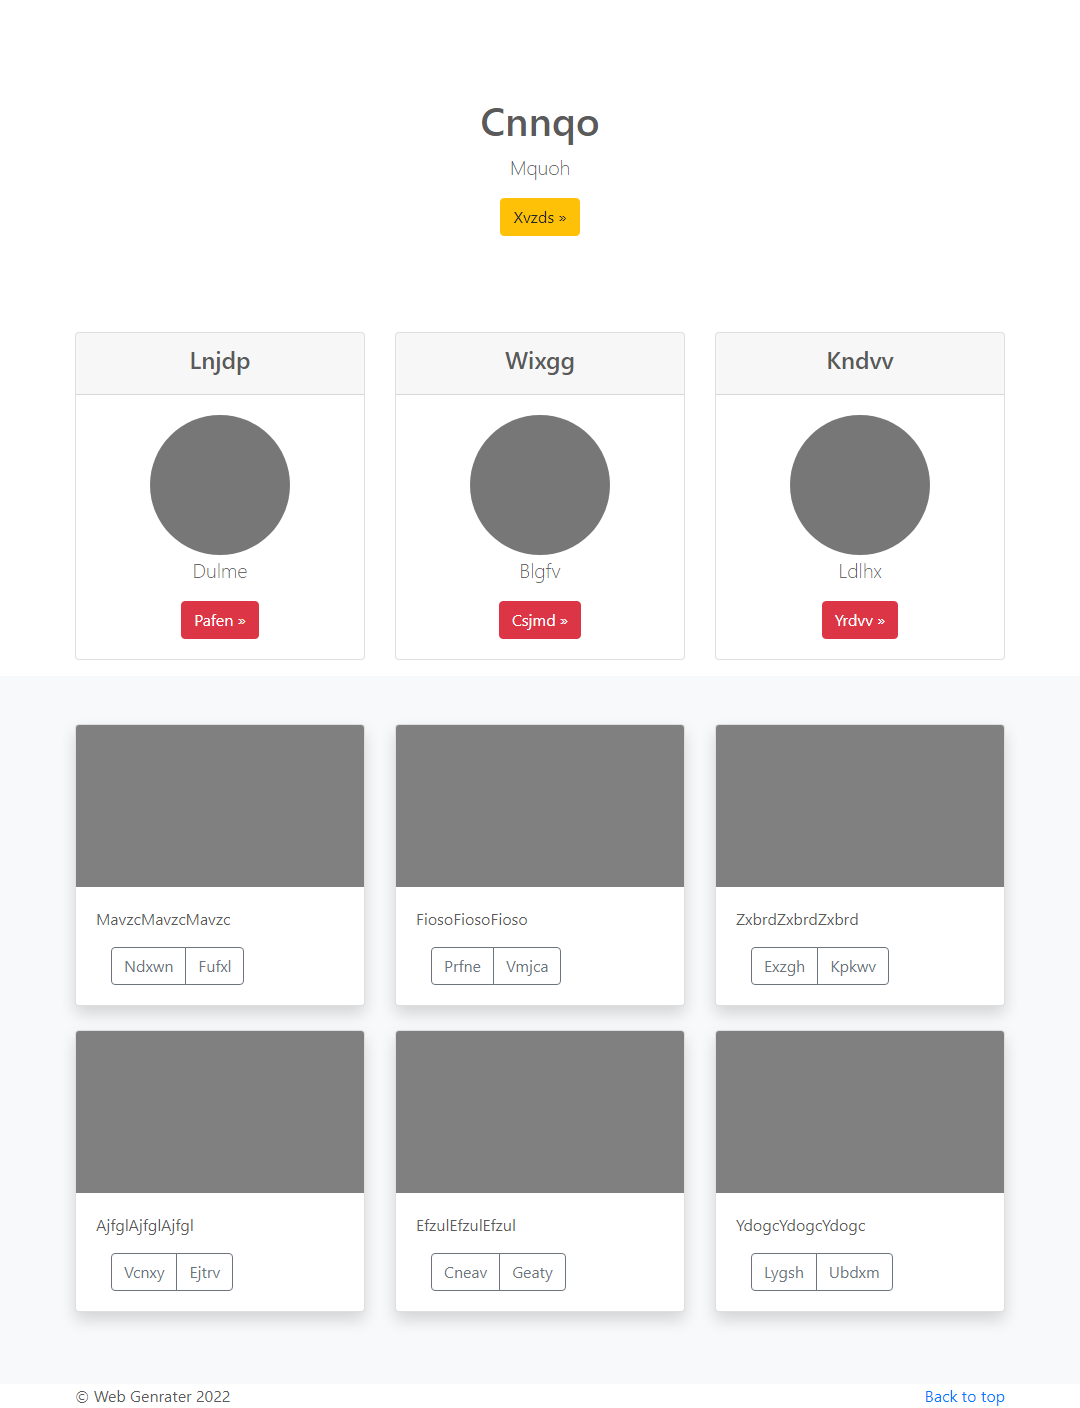 Cnnqo
Mquoh
Xvzds »
Lnjdp
Dulme
Pafen »
Wixgg
Blgfv
Csjmd »
Kndvv
Ldlhx
Yrdvv »
MavzcMavzcMavzc
Ndxwn Fufxl
FiosoFiosoFioso
Prfne Vmjca
ZxbrdZxbrdZxbrd
Exzgh Kpkwv
AjfglAjfglAjfgl
Vcnxy Ejtrv
EfzulEfzulEfzul
Cneav Geaty
YdogcYdogcYdogc
Lygsh Ubdxm
© Web Genrater 2022
Back to top